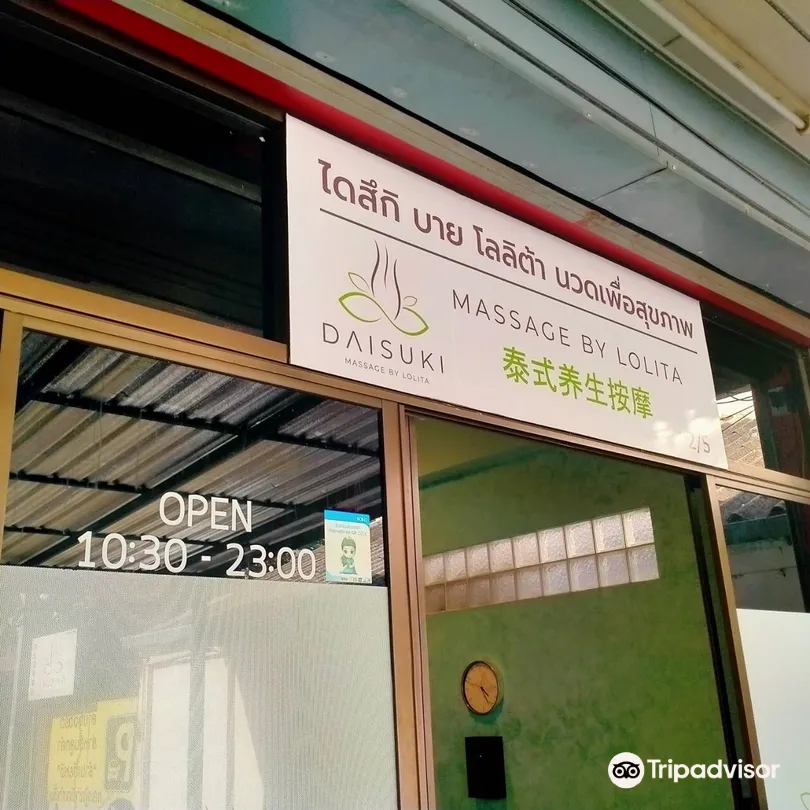 ไดสึกิ บาย โลลิต้า นวดเพื่อสุขภาพ
DAISUKI
MASSAGE BY LOLITA
MASSAGE BY LOLITA
泰式养生按摩
2/5
OPEN
10:30 - 23:00
Tripadvisor